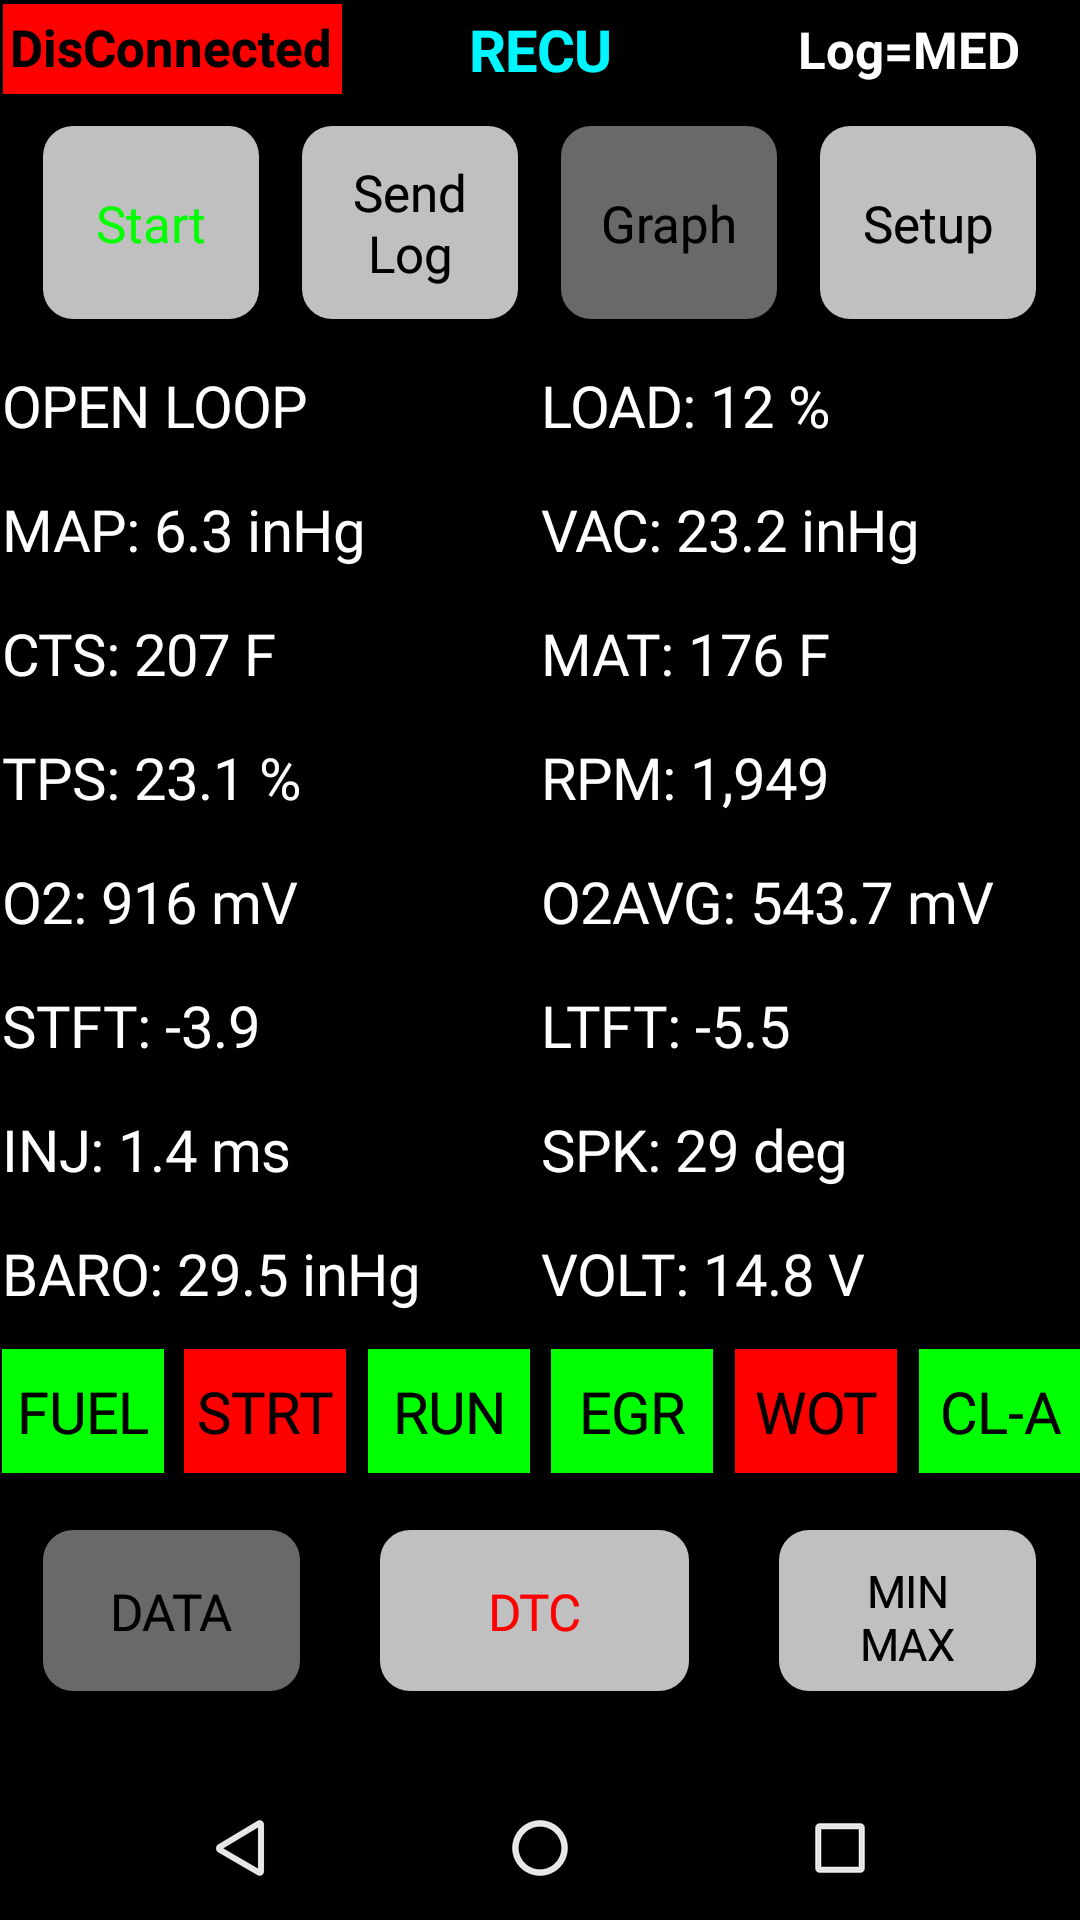 DisConnected RECU Log=MED
Start Send Log Graph Setup
OPEN LOOP LOAD: 12 %
MAP: 6.3 inHg VAC: 23.2 inHg
CTS: 207 F MAT: 176 F
TPS: 23.1 % RPM: 1,949
O2: 916 mV O2AVG: 543.7 mV
STFT: -3.9 LTFT: -5.5
INJ: 1.4 ms SPK: 29 deg
BARO: 29.5 inHg VOLT: 14.8 V
FUEL STRT RUN EGR WOT CL-A
DATA DTC MIN MAX